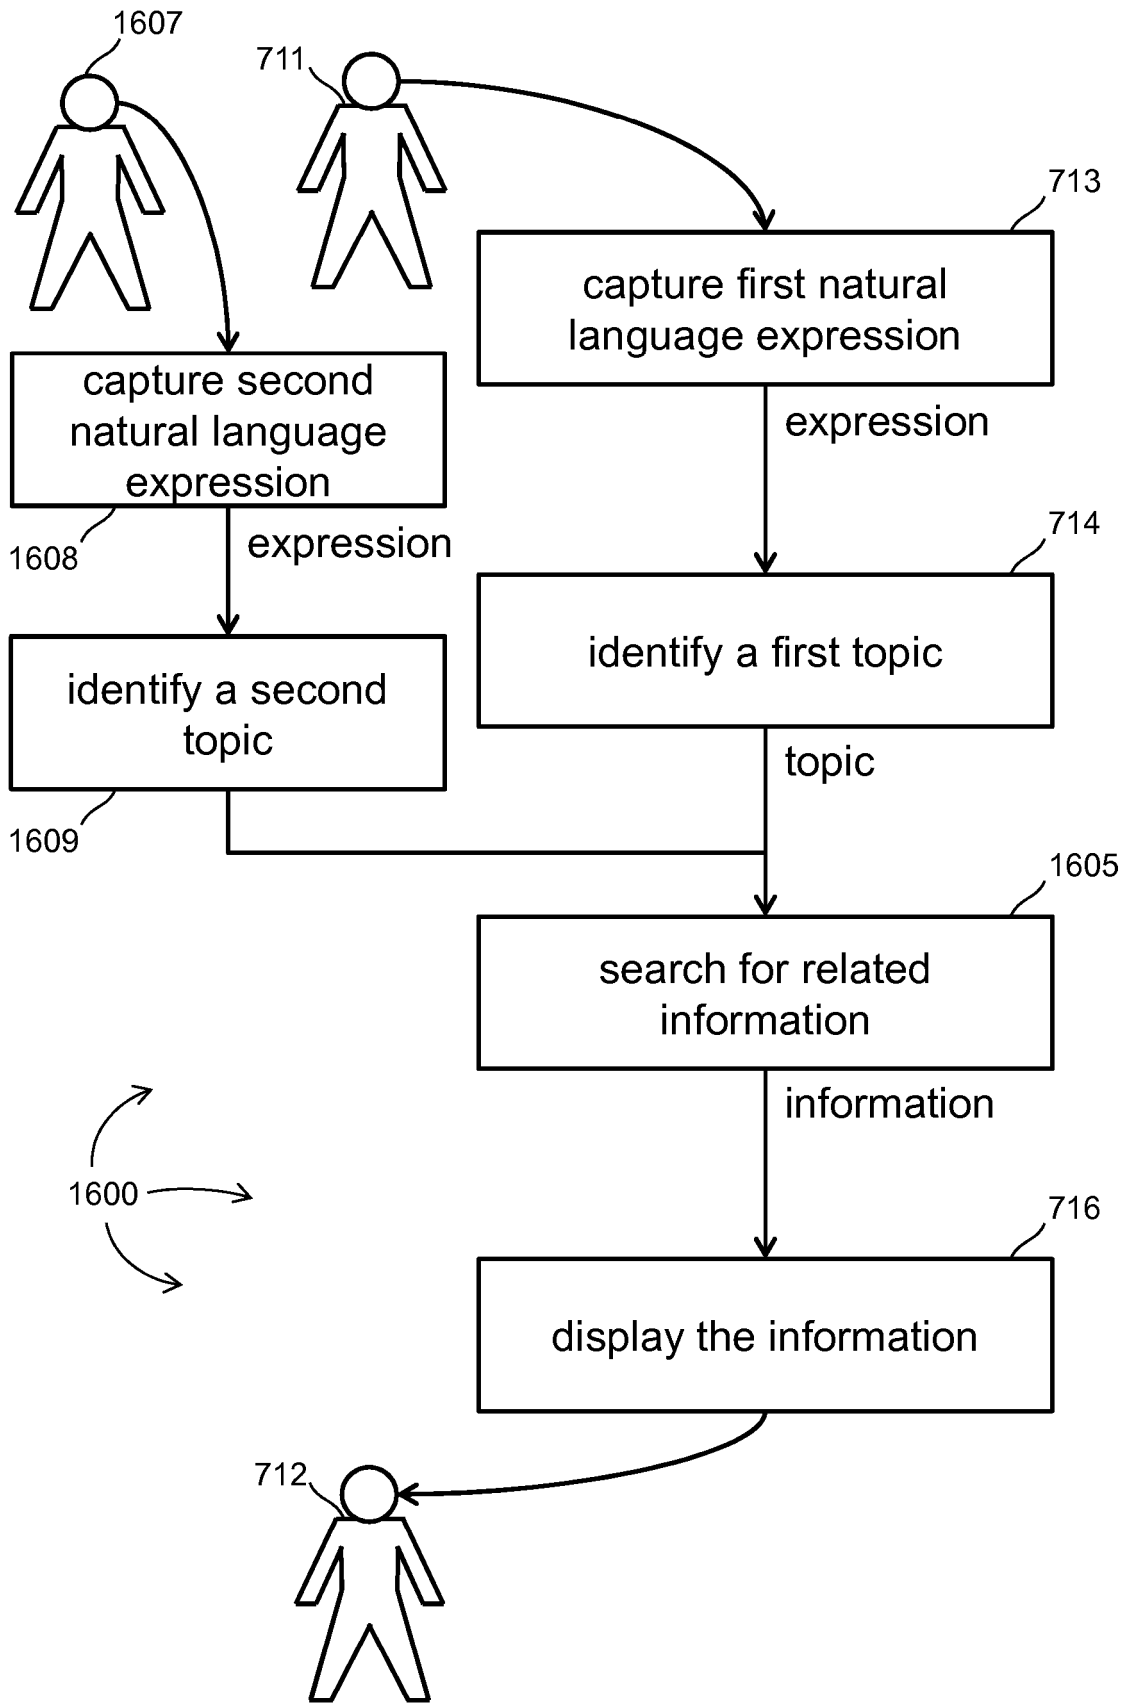 1607
711
713
capture first natural
language expression
capture second
natural language
expression
expression
714
1608
expression
identify a first topic
identify a second
topic
topic
1609
1605
search for related
information
information
1600
716
display the information
712